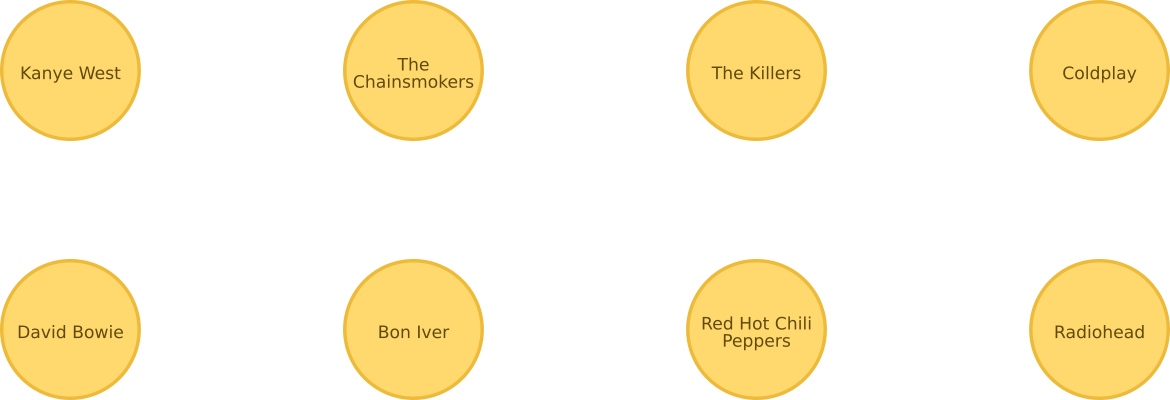 Kanye West
The
Chainsmokers
The Killers
Coldplay
David Bowie
Bon Iver
Red Hot Chili
Peppers
Radiohead